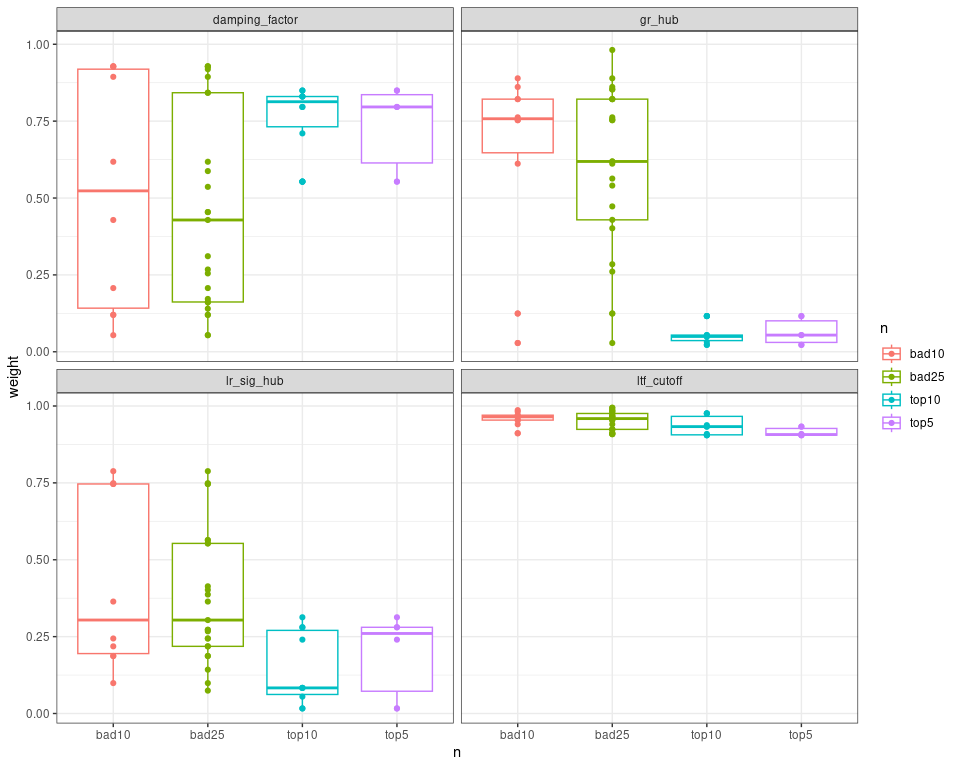 damping_factor
gr_hub
1.00
0.75
0.50
0.25
0.00
weight
lr_sig_hub
ltf_cutoff
1.00
0.75
0.50
0.25
0.00
bad10 bad25 top10 top5
bad10 bad25 top10 top5
n
n
bad10
bad25
top10
top5